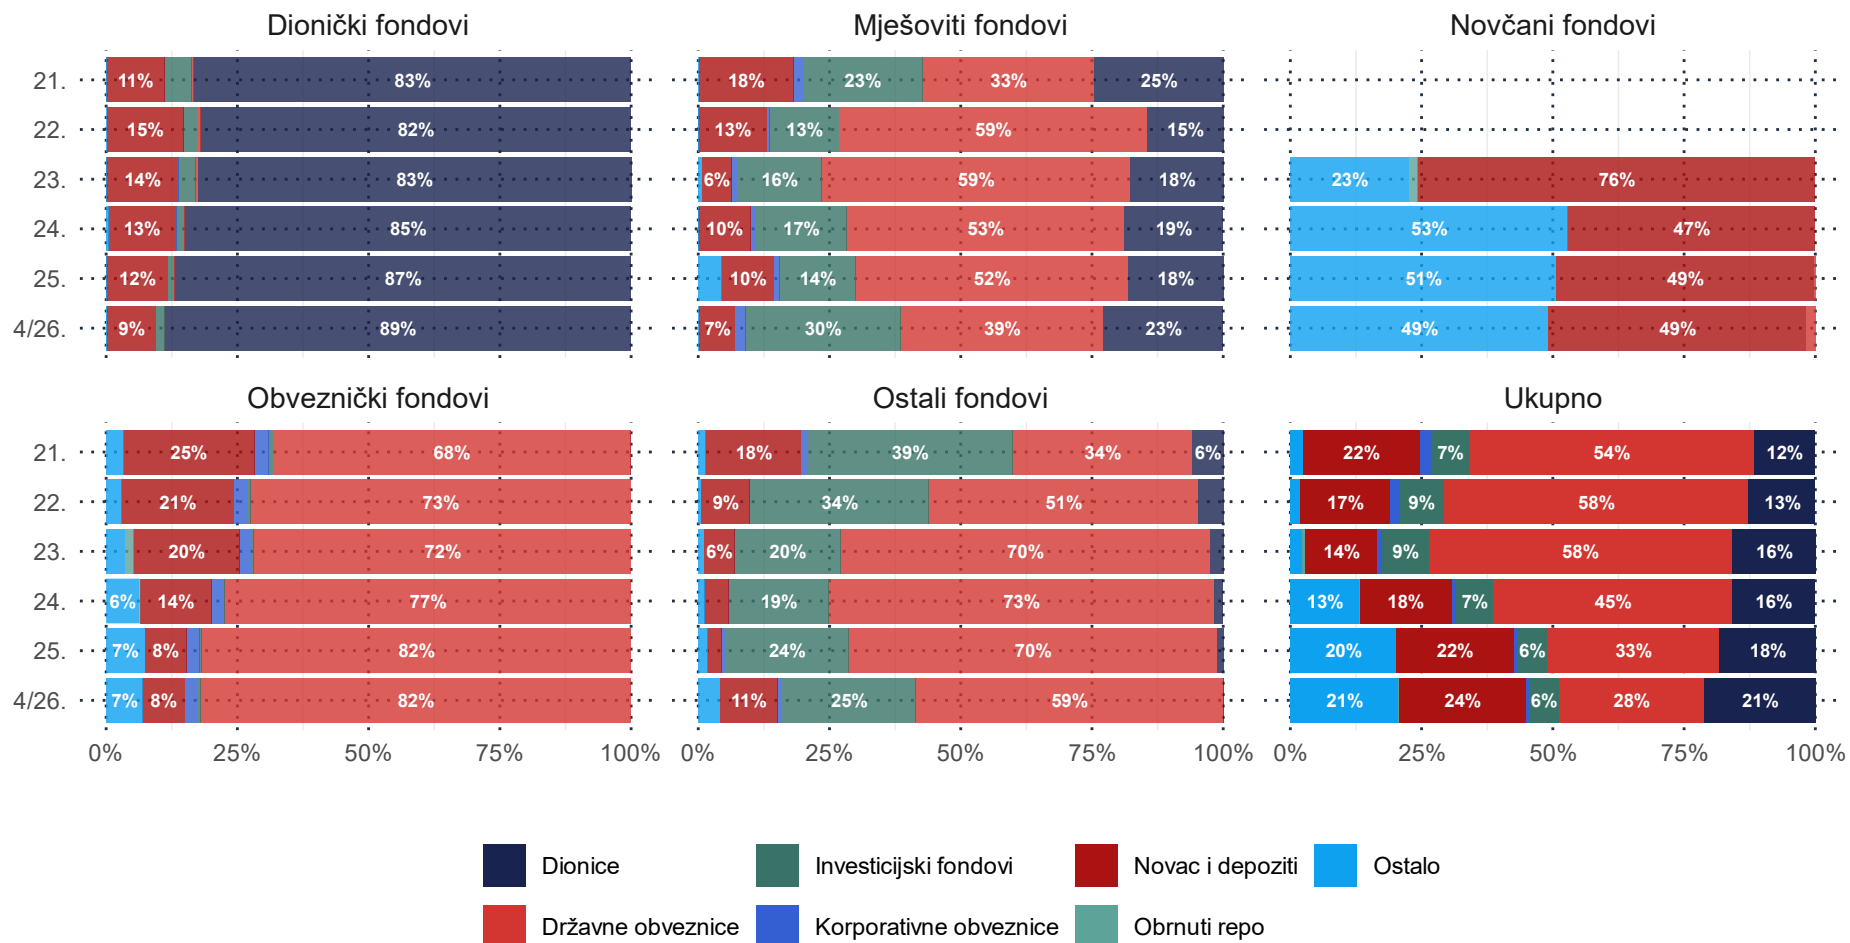 Dionički fondovi Mješoviti fondovi Novčani fondovi
21. 11% 83% 18% 23% 33% 25%
22. 15% 82% 13% 13% 59% 15%
23. 14% 83% 6% 16% 59% 18% 23% 76%
24. 13% 85% 10% 17% 53% 19% 53% 47%
25. 12% 87% 10% 14% 52% 18% 51% 49%
4/26. 9% 89% 7% 30% 39% 23% 49% 49%
Obveznički fondovi Ostali fondovi Ukupno
21. 25% 68% 18% 39% 34% 6% 22% 7% 54% 12%
22. 21% 73% 9% 34% 51% 17% 9% 58% 13%
23. 20% 72% 6% 20% 70% 14% 9% 58% 16%
24. 6% 14% 77% 19% 73% 13% 18% 7% 45% 16%
25. 7% 8% 82% 24% 70% 20% 22% 6% 33% 18%
4/26. 7% 8% 82% 11% 25% 59% 21% 24% 6% 28% 21%
0% 25% 50% 75% 100% 0% 25% 50% 75% 100% 0% 25% 50% 75% 100%
Dionice Investicijski fondovi Novac i depoziti Ostalo
Državne obveznice Korporativne obveznice Obrnuti repo